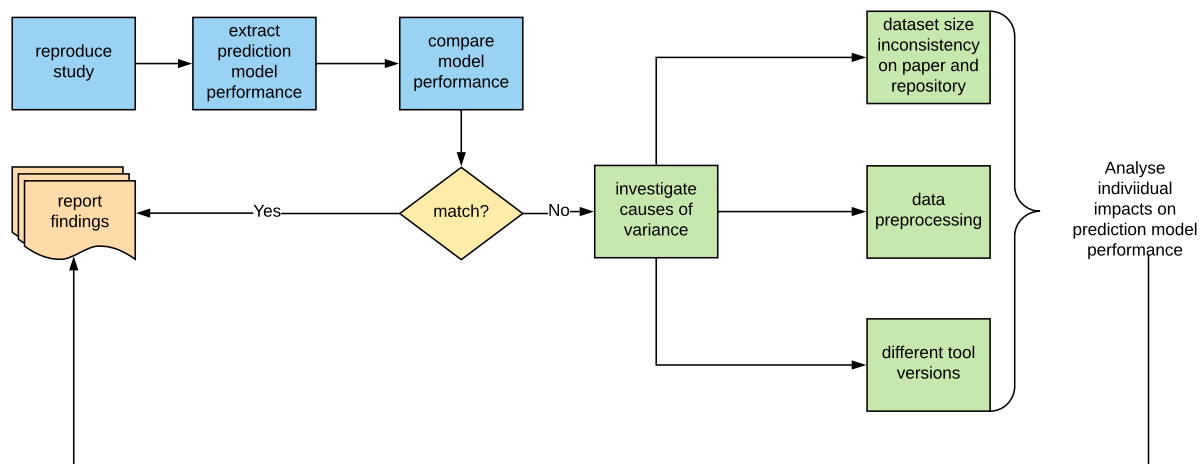 reproduce
study
extract
prediction
model
performance
compare
model
performance
dataset size
inconsistency
on paper and
repository
report
findings
Yes
match?
No
investigate
causes of
variance
data
preprocessing
different tool
versions
Analyse
indiviidual
impacts on
prediction model
performance